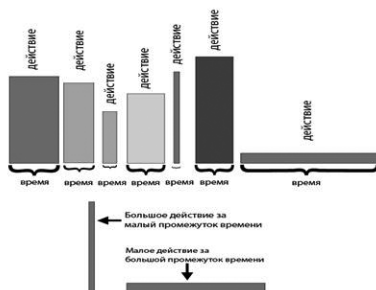 действие
действие
действие
действие
действие
действие
действие
время время время время время время время
Большое действие за
малый промежуток времени
Малое действие за
большой промежуток времени